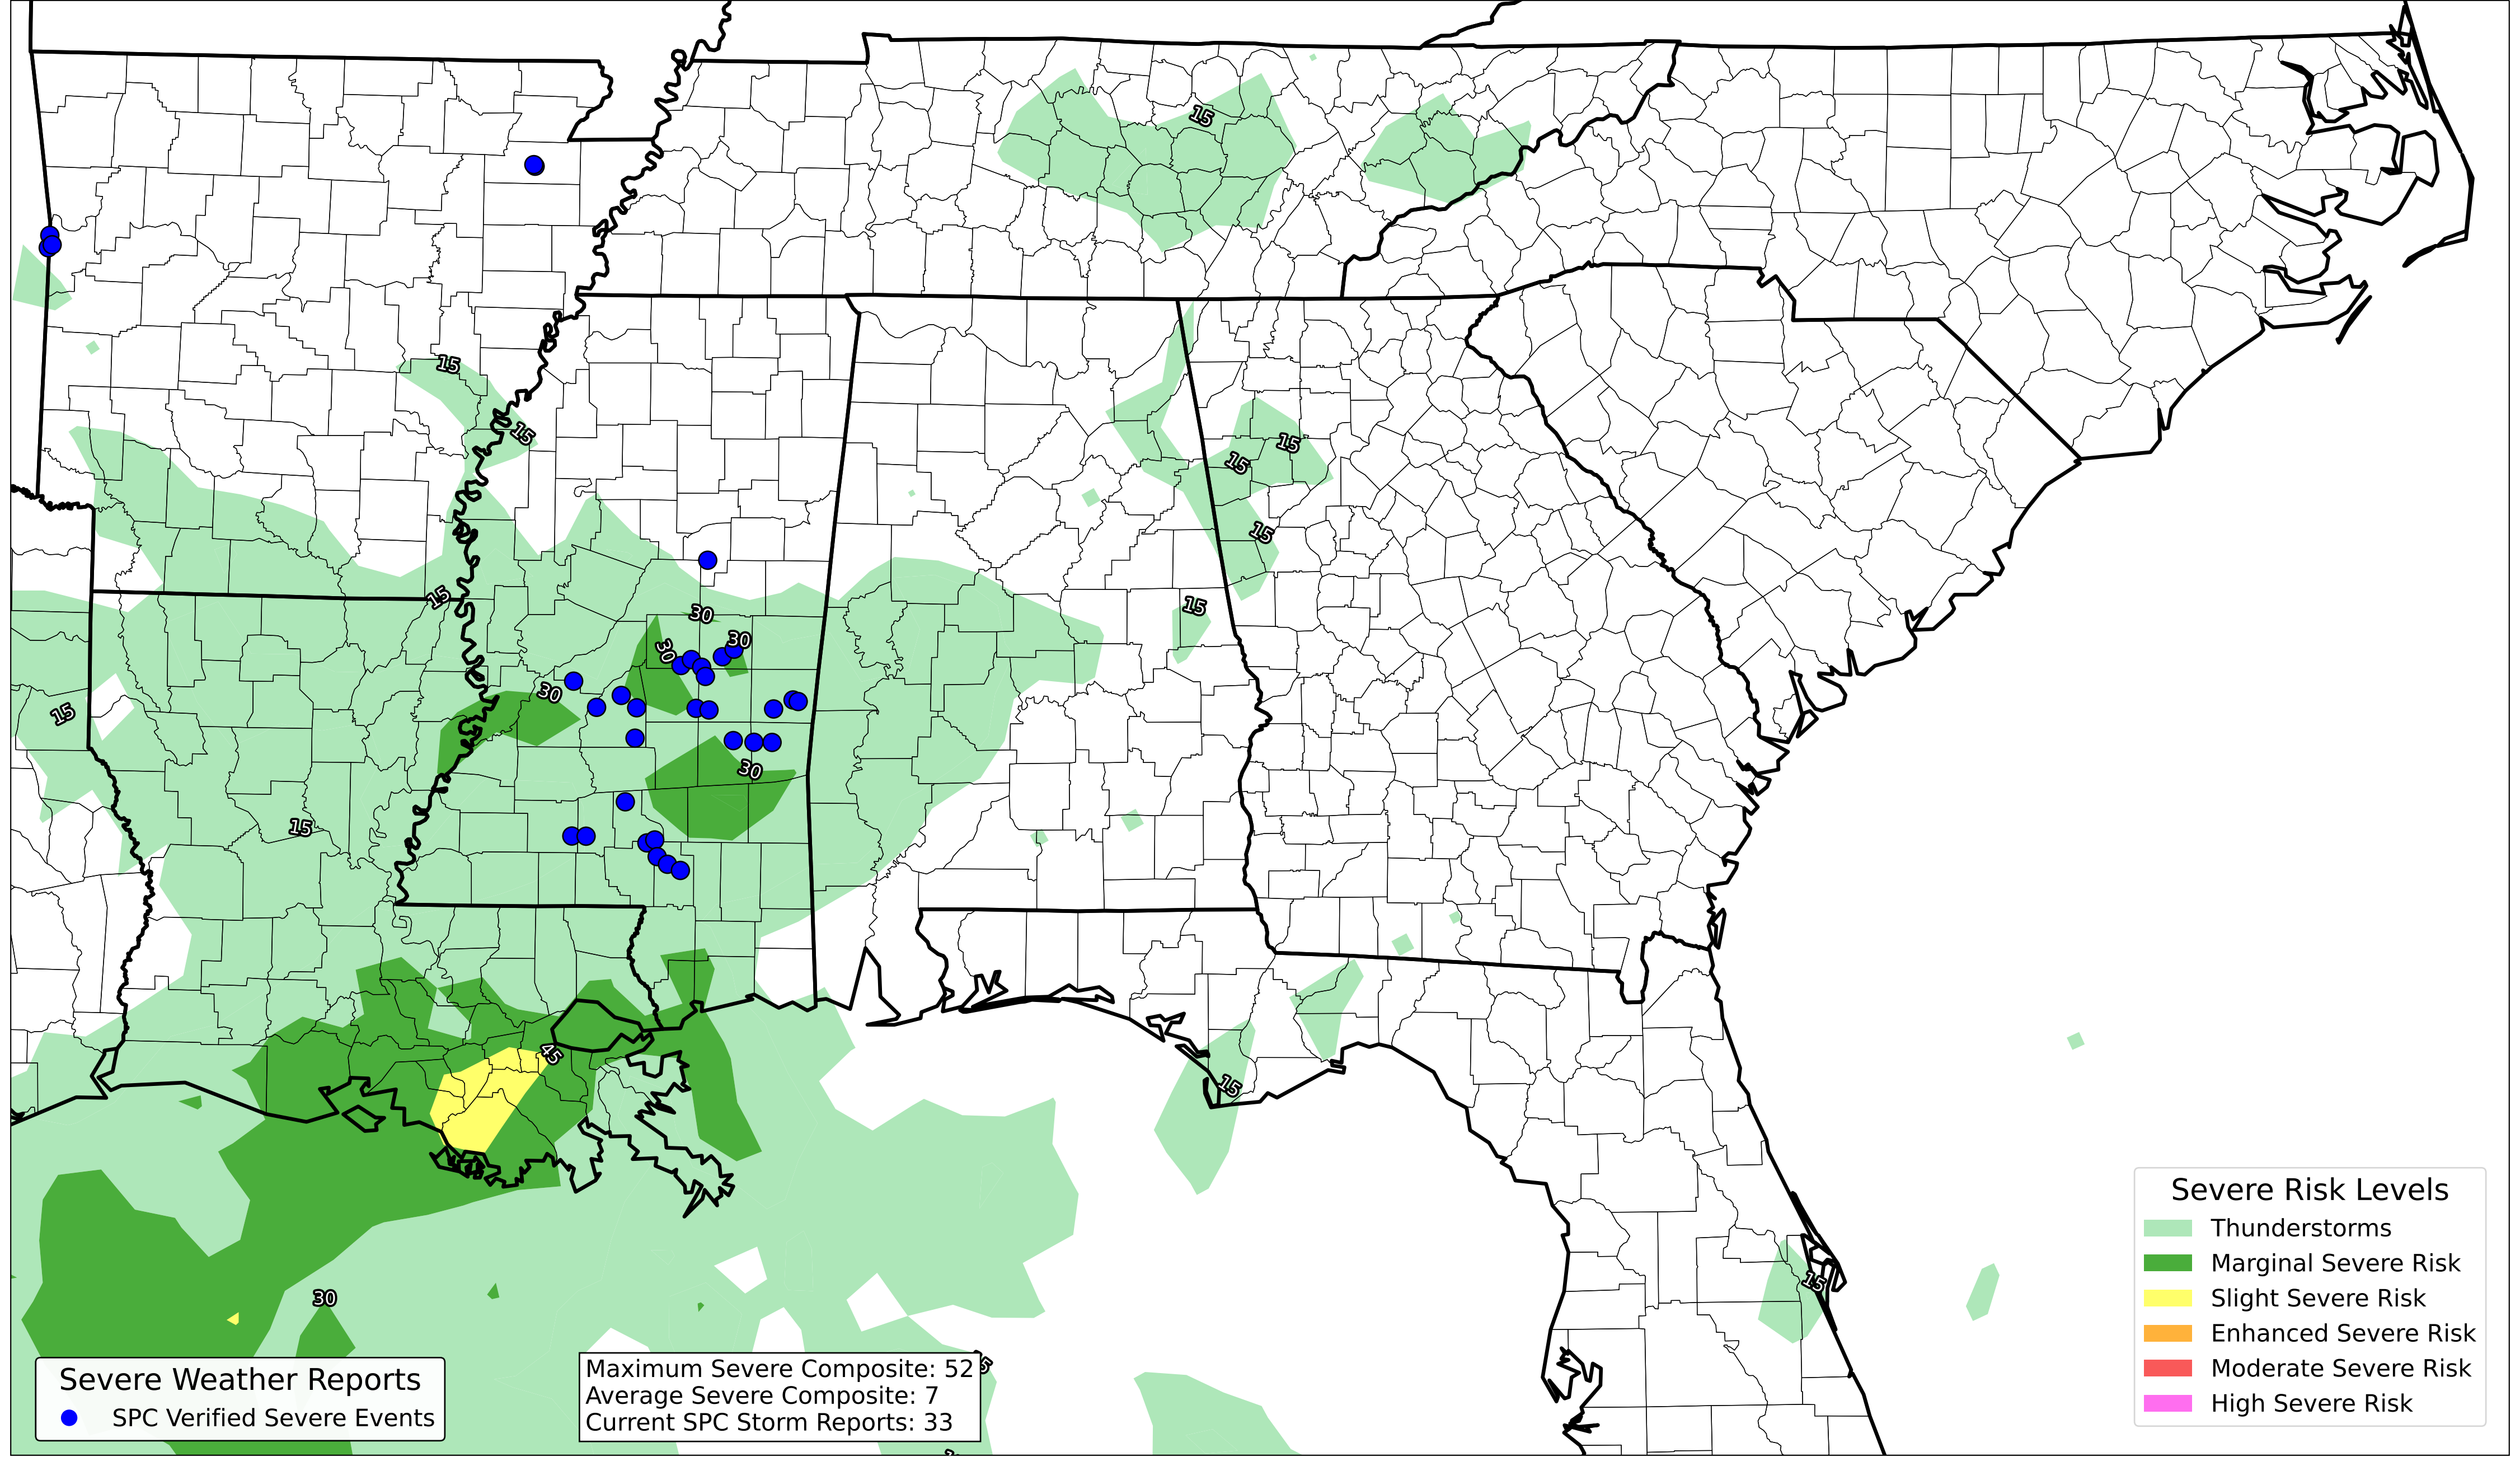 15
15
15
15
15
15
15
15
30
30
30
30
15
30
15
45
15
15
30
Severe Risk Levels
Thunderstorms
Marginal Severe Risk
Slight Severe Risk
Enhanced Severe Risk
Moderate Severe Risk
High Severe Risk
Severe Weather Reports
SPC Verified Severe Events
Maximum Severe Composite: 52
Average Severe Composite: 7
Current SPC Storm Reports: 33